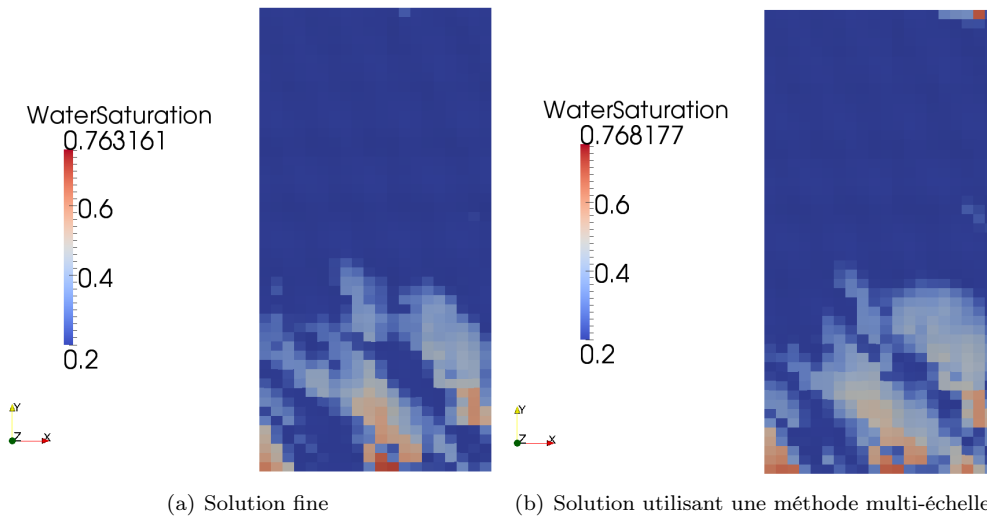 WaterSaturation
0.763161
0.6
0.4
0.2
Y
Z
X
(a) Solution fine
WaterSaturation
0.768177
0.6
0.4
0.2
Y
Z
X
(b) Solution utilisant une méthode multi-échelle